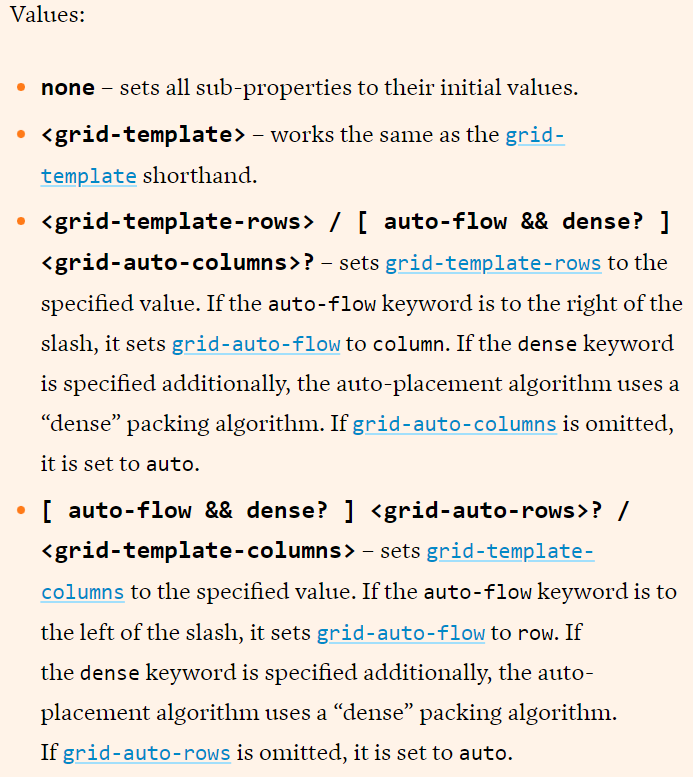 Values:
none – sets all sub-properties to their initial values.
<grid-template> – works the same as the grid-
template shorthand.
<grid-template-rows> / [ auto-flow && dense? ]
<grid-auto-columns>? – sets grid-template-rows to the
specified value. If the auto-flow keyword is to the right of the
slash, it sets grid-auto-flow to column. If the dense keyword
is specified additionally, the auto-placement algorithm uses a
“dense” packing algorithm. If grid-auto-columns is omitted,
it is set to auto.
[ auto-flow && dense? ] <grid-auto-rows>? /
<grid-template-columns> – sets grid-template-
columns to the specified value. If the auto-flow keyword is to
the left of the slash, it sets grid-auto-flow to row. If
the dense keyword is specified additionally, the auto-
placement algorithm uses a “dense” packing algorithm.
If grid-auto-rows is omitted, it is set to auto.